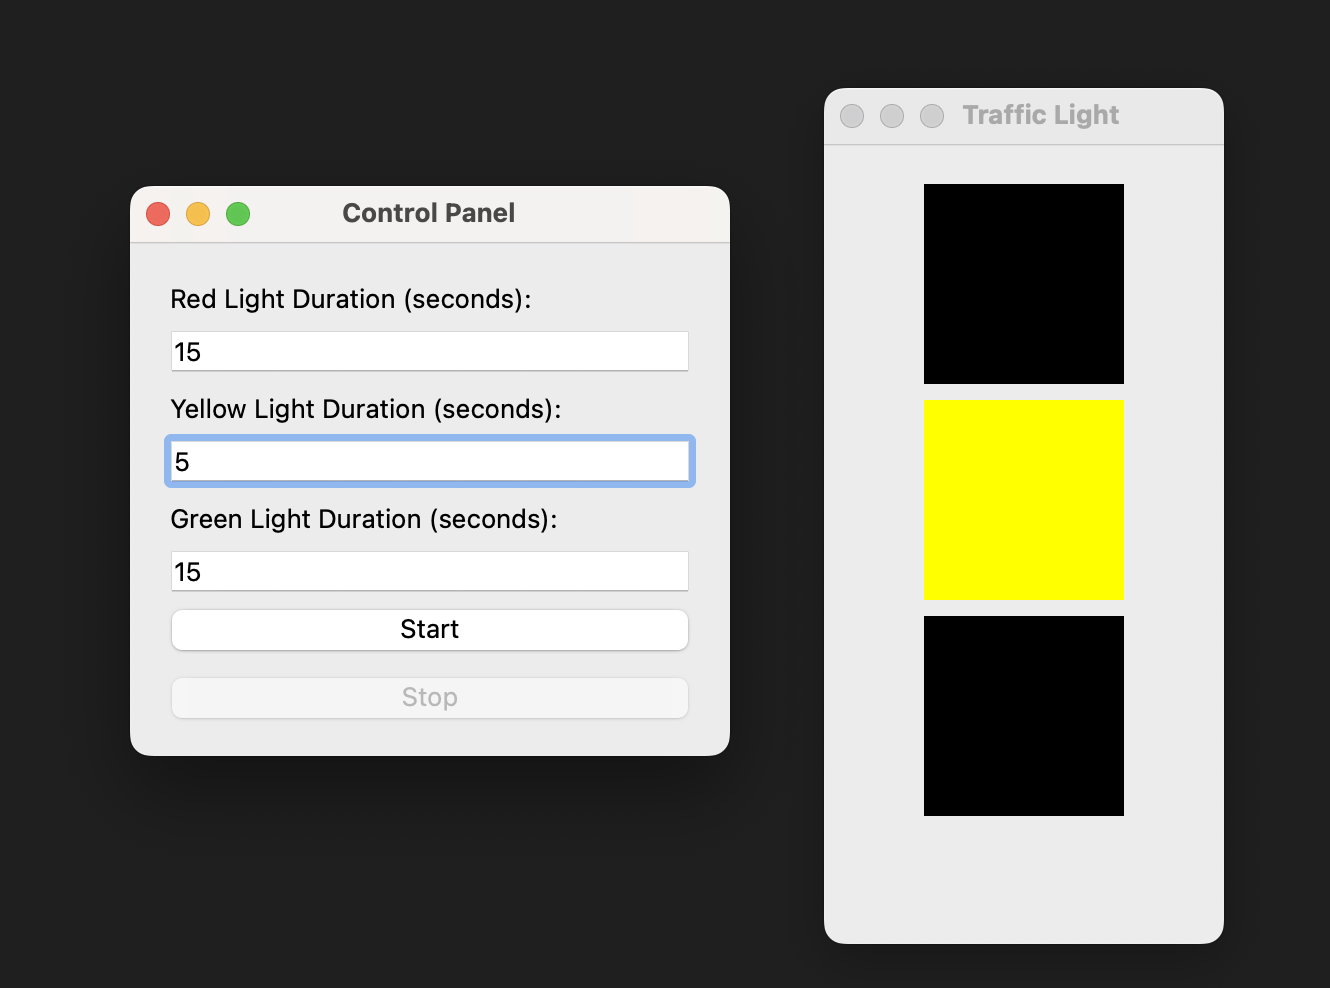 Control Panel
Red Light Duration (seconds):
15
Yellow Light Duration (seconds):
5
Green Light Duration (seconds):
15
Start
Stop
Traffic Light